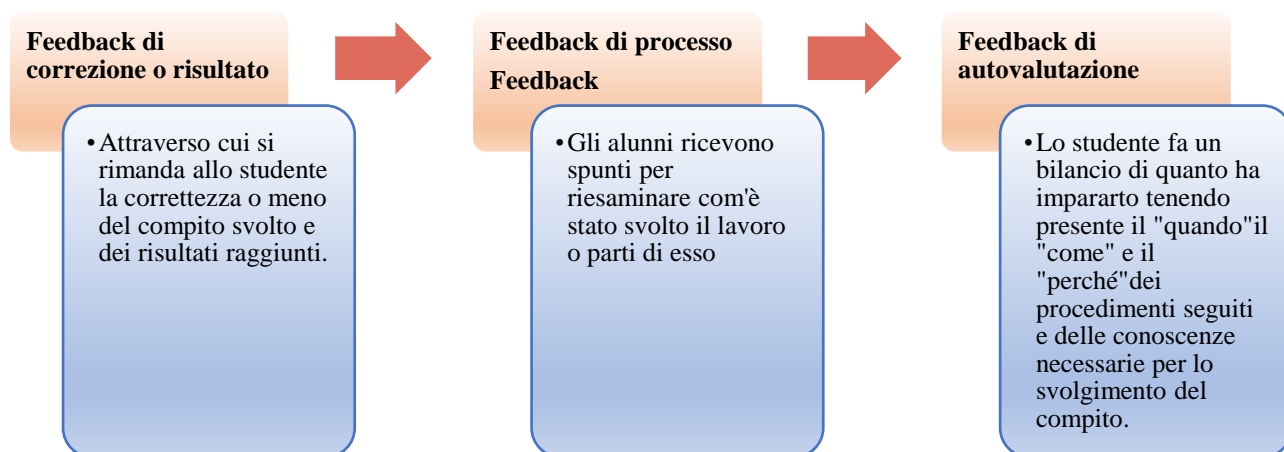 Feedback di
correzione o risultato
• Attraverso cui si
rimanda allo studente
la correttezza o meno
del compito svolto e
dei risultati raggiunti.
Feedback di processo
Feedback
• Gli alunni ricevono
spunti per
riesaminare com'è
stato svolto il lavoro
o parti di esso
Feedback di
autovalutazione
• Lo studente fa un
bilancio di quanto ha
impararto tenendo
presente il "quando"il
"come" e il
"perché"dei
procedimenti seguiti
e delle conoscenze
necessarie per lo
svolgimento del
compito.